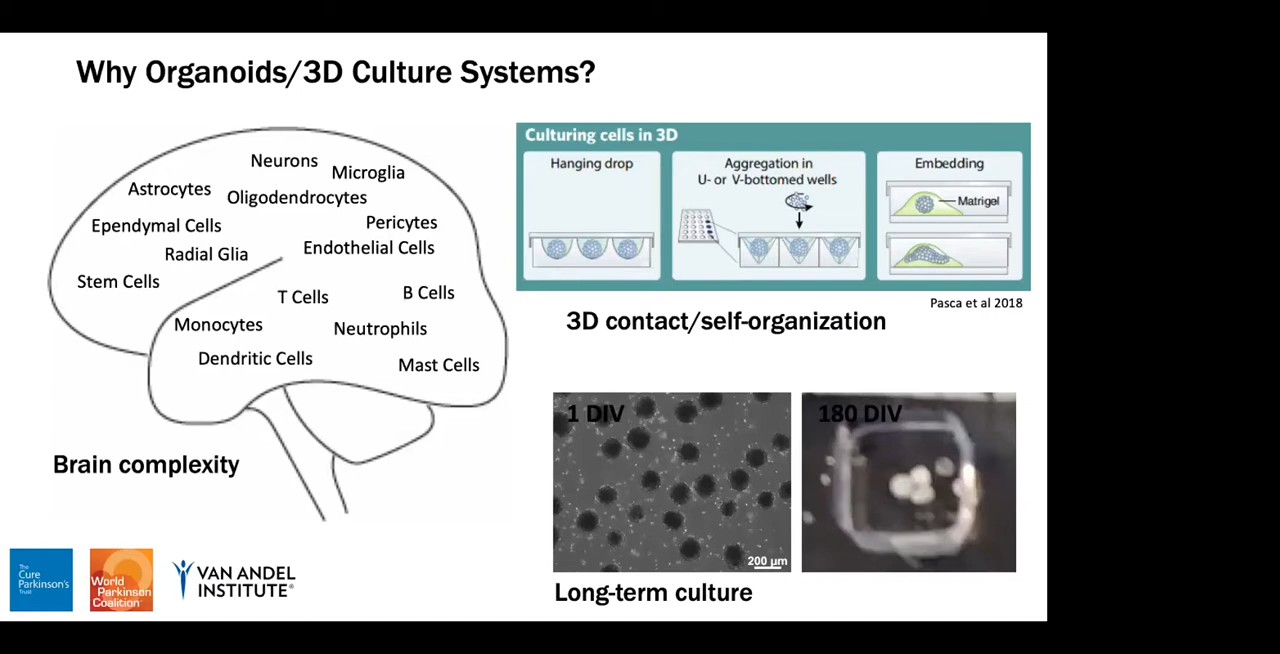 Why Organoids/3D Culture Systems?
Neurons
Microglia
Astrocytes
Oligodendrocytes
Ependymal Cells
Pericytes
Radial Glia
Endothelial Cells
Stem Cells
T Cells
B Cells
Monocytes
Neutrophils
Dendritic Cells
Mast Cells
Brain complexity
Culturing cells in 3D
Hanging drop
Aggregation in
U- or V-bottomed wells
Embedding
Matrigel
Pasca et al 2018
3D contact/self-organization
1 DIV
180 DIV
200 µm
Long-term culture
The
Cure
Parkinson's
Trust
World
Parkinson
Coalition
VAN ANDEL
INSTITUTE®